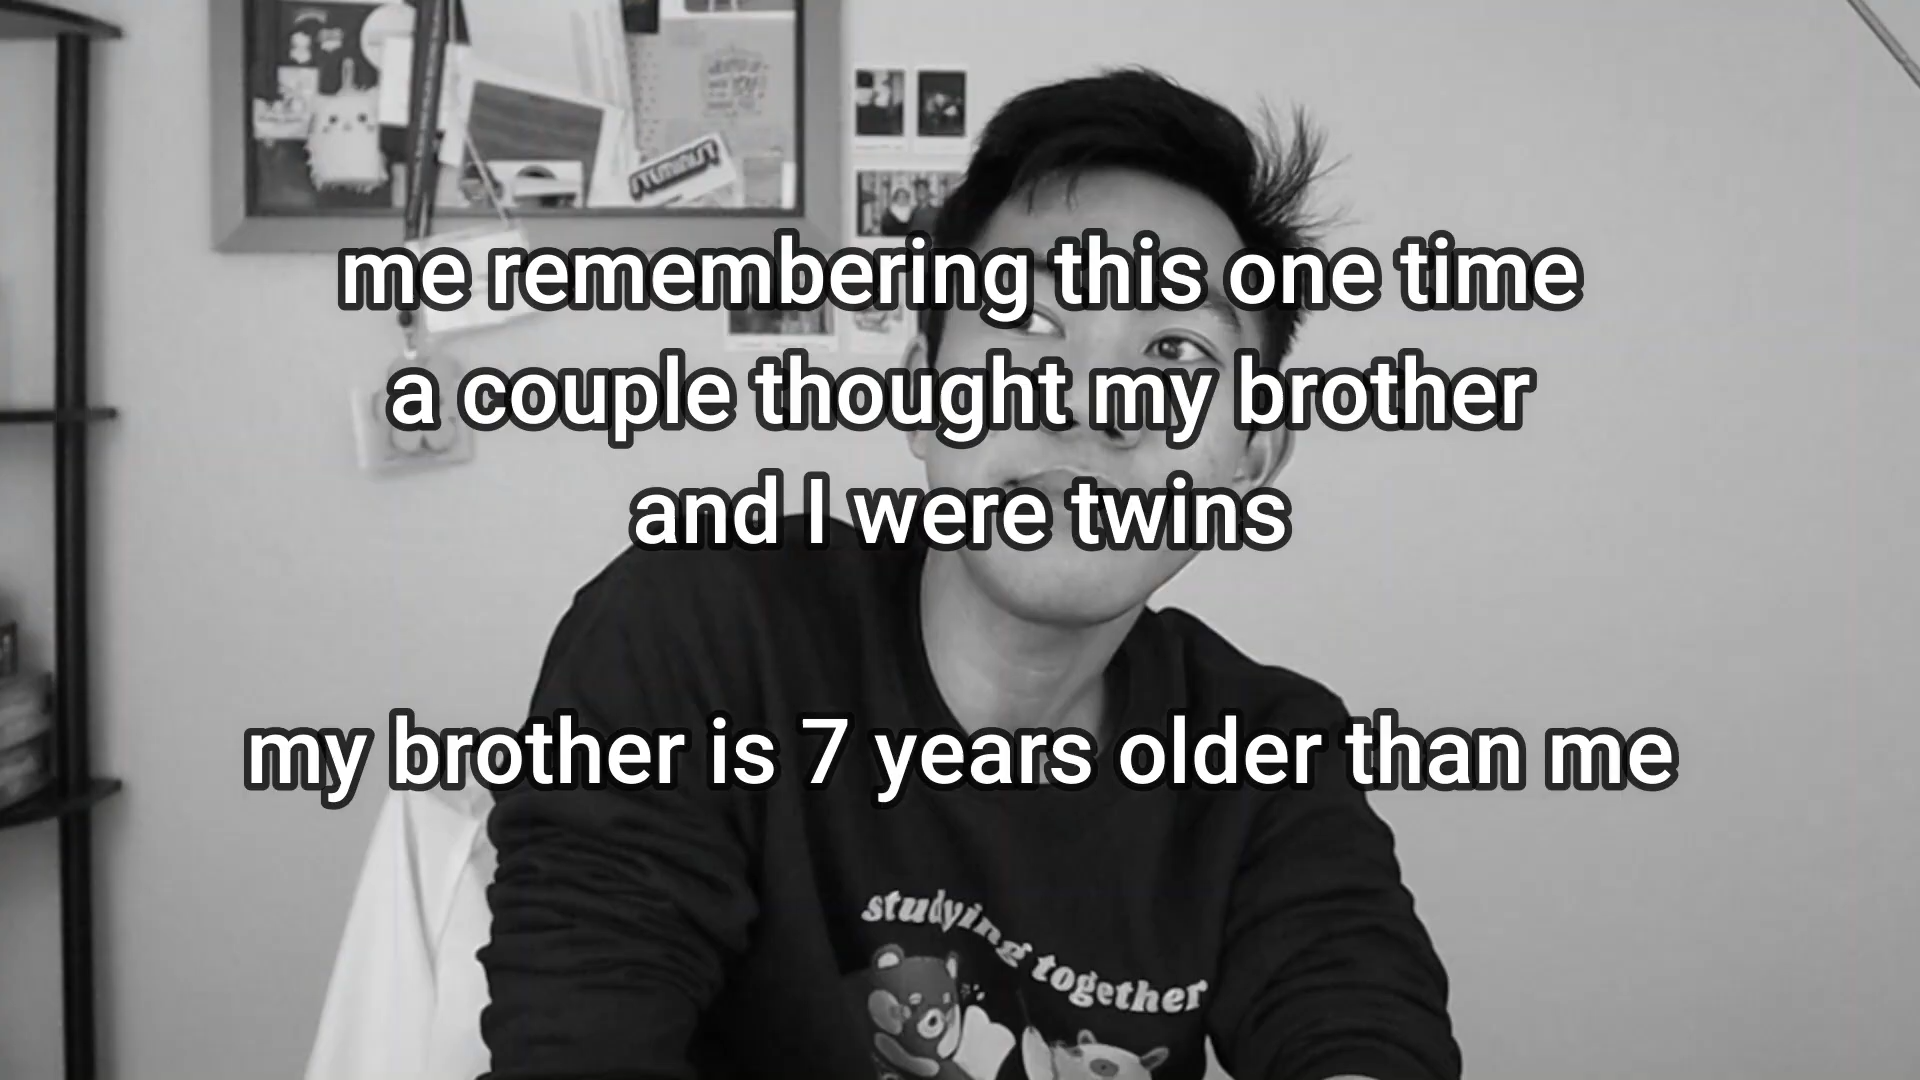 me remembering this one time
a couple thought my brother
and I were twins
my brother is 7 years older than me
studying together